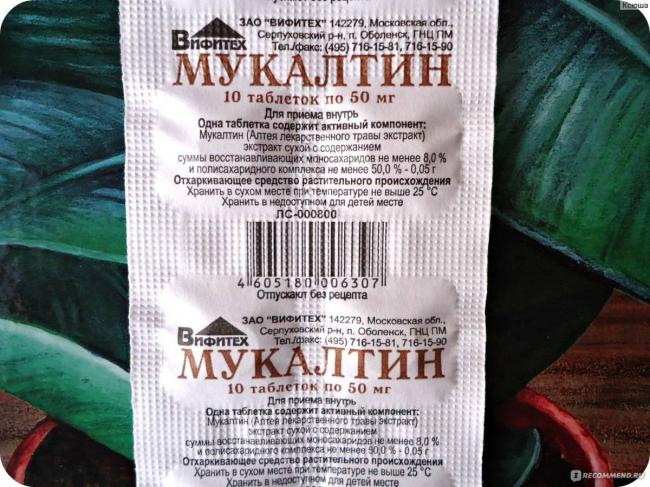 Ксюша
без рецепта
ВИФИТЕХ
ЗАО "ВИФИТЕХ" 142279, Московская обл.,
Серпуховский р-н, п. Оболенск, ГНЦ ПМ
Тел./факс: (495) 716-15-81, 716-15-90
МУКАЛТИН
10 таблеток по 50 мг
Для приема внутрь
Одна таблетка содержит активный компонент:
Мукалтин (Алтея лекарственного травы экстракт)
экстракт сухой с содержанием
суммы восстанавливающих моносахаридов не менее 8,0 %
и полисахаридного комплекса не менее 50,0 % - 0,05 г
Отхаркивающее средство растительного происхождения
Хранить в сухом месте при температуре не выше 25 °С
Хранить в недоступном для детей месте
ЛС-000800
4 605180 006307
Отпускают без рецепта
ВИФИТЕХ
ЗАО "ВИФИТЕХ" 142279, Московская обл.,
Серпуховский р-н, п. Оболенск, ГНЦ ПМ
Тел./факс: (495) 716-15-81, 716-15-90
МУКАЛТИН
10 таблеток по 50 мг
Для приема внутрь
Одна таблетка содержит активный компонент:
Мукалтин (Алтея лекарственного травы экстракт)
экстракт сухой с содержанием
суммы восстанавливающих моносахаридов не менее 8,0 %
и полисахаридного комплекса не менее 50,0 % - 0,05 г
Отхаркивающее средство растительного происхождения
Хранить в сухом месте при температуре не выше 25 °С
Хранить в недоступном для детей месте
RECOMMEND.RU